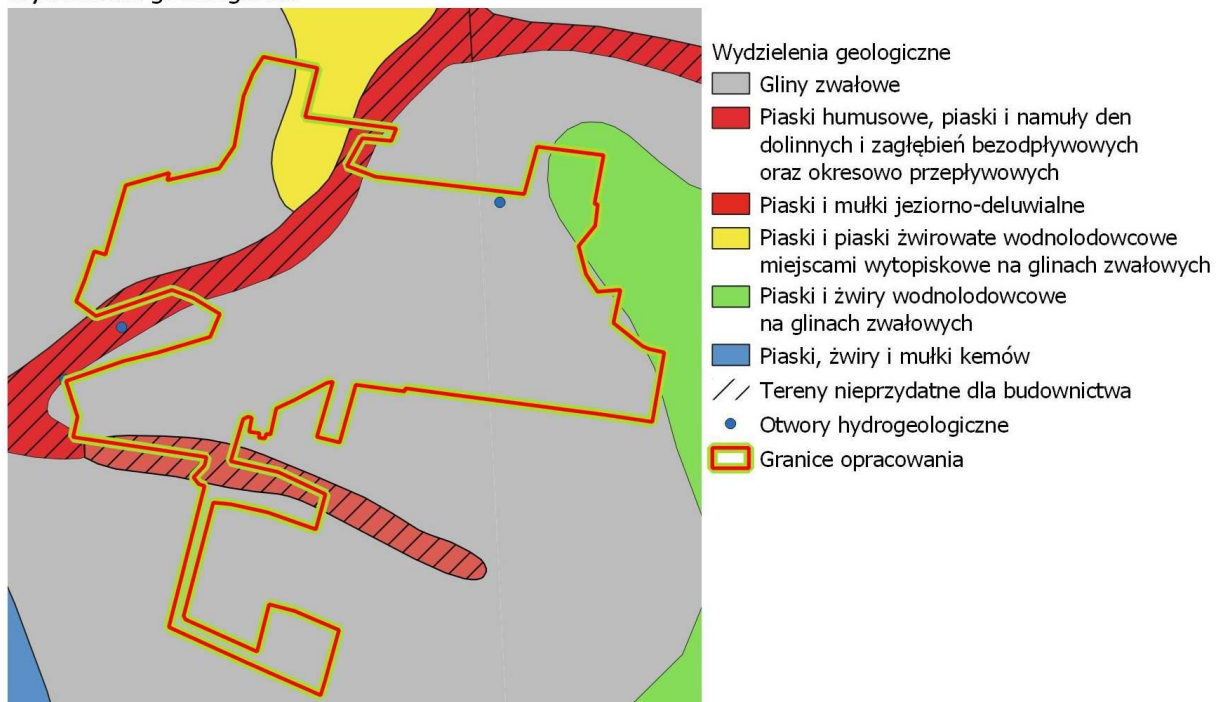 Wydzielenia geologiczne
Gliny zwałowe
Piaski humusowe, piaski i namuły den
dolinnych i zagłębień bezodpływowych
oraz okresowo przepływowych
Piaski i mułki jeziorno-deluwialne
Piaski i piaski żwirowate wodnolodowcowe
miejscami wytopiskowe na glinach zwałowych
Piaski i żwiry wodnolodowcowe
na glinach zwałowych
Piaski, żwiry i mułki kemów
Tereny nieprzydatne dla budownictwa
Otwory hydrogeologiczne
Granice opracowania